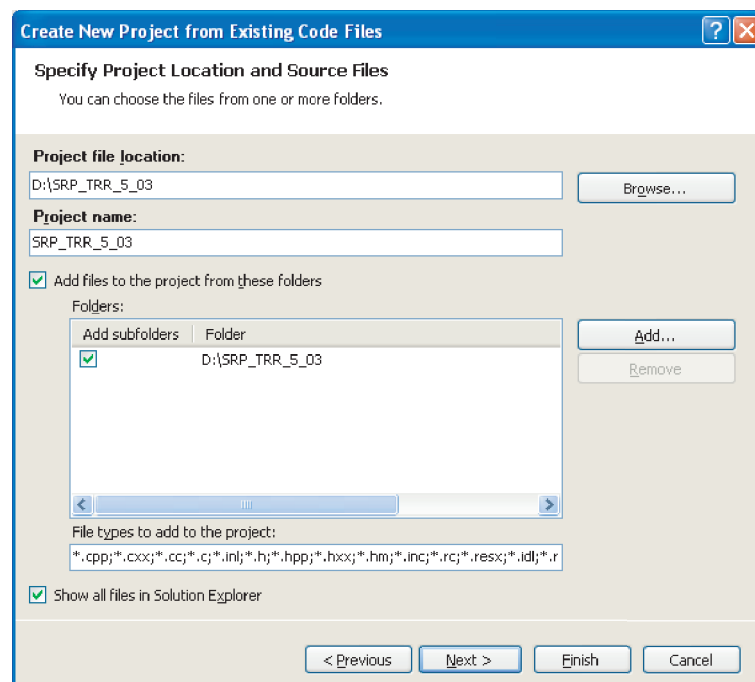 Create New Project from Existing Code Files
Specify Project Location and Source Files
You can choose the files from one or more folders.
Project file location:
D:\SRP_TRR_5_03
Browse...
Project name:
SRP_TRR_5_03
Add files to the project from these folders
Folders:
Add subfolders Folder
Add...
D:\SRP_TRR_5_03
Remove
File types to add to the project:
*.cpp;*.cxx;*.cc;*.c;*.inl;*.h;*.hpp;*.hxx;*.hm;*.inc;*.rc;*.resx;*.idl;*.r
Show all files in Solution Explorer
< Previous Next > Finish Cancel